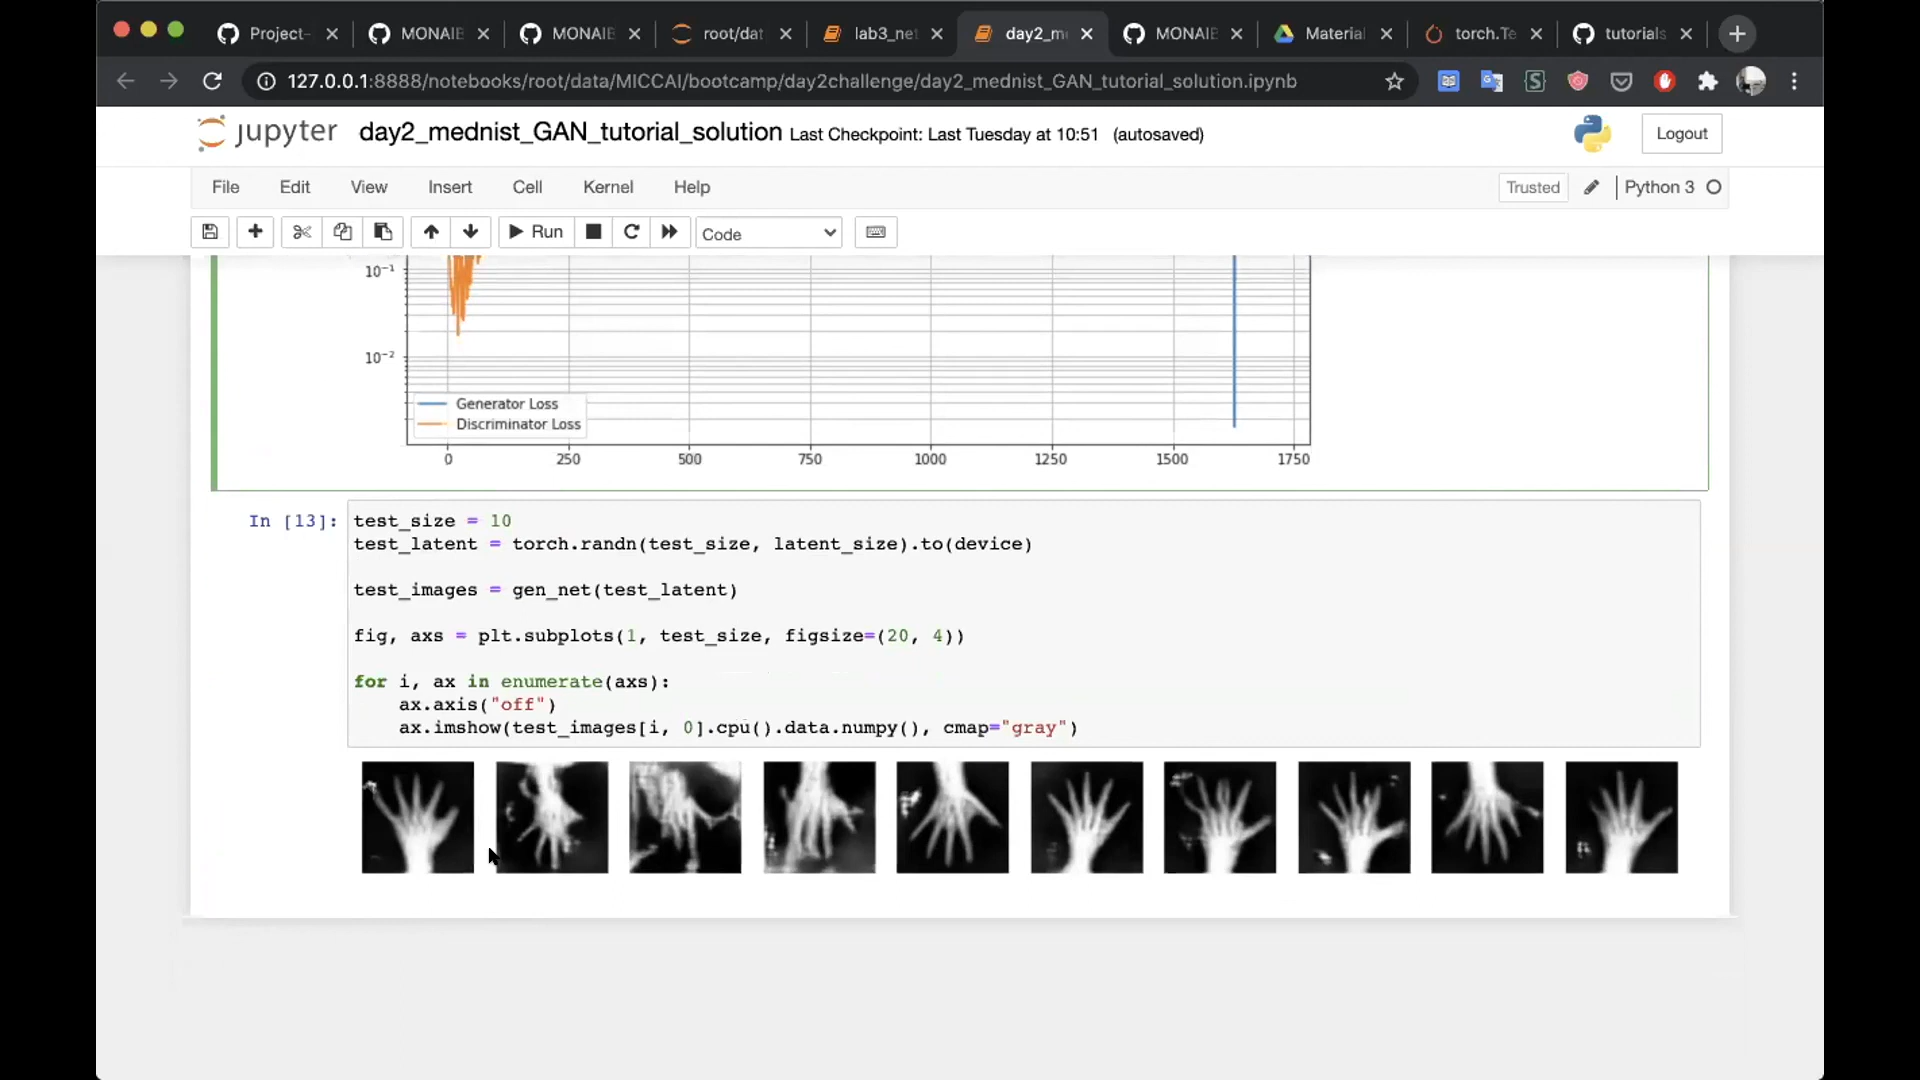 Project-
MONAIB
MONAIB
root/dat
lab3_net
day2_m
MONAIB
Material
torch.Te
tutorials
127.0.0.1:8888/notebooks/root/data/MICCAI/bootcamp/day2challenge/day2_mednist_GAN_tutorial_solution.ipynb
jupyter day2_mednist_GAN_tutorial_solution Last Checkpoint: Last Tuesday at 10:51 (autosaved)
Logout
File Edit View Insert Cell Kernel Help
Trusted
Python 3
Run
Code
10⁻¹
10⁻²
Generator Loss
Discriminator Loss
0 250 500 750 1000 1250 1500 1750
In [13]:
test_size = 10
test_latent = torch.randn(test_size, latent_size).to(device)
test_images = gen_net(test_latent)
fig, axs = plt.subplots(1, test_size, figsize=(20, 4))
for i, ax in enumerate(axs):
    ax.axis("off")
    ax.imshow(test_images[i, 0].cpu().data.numpy(), cmap="gray")